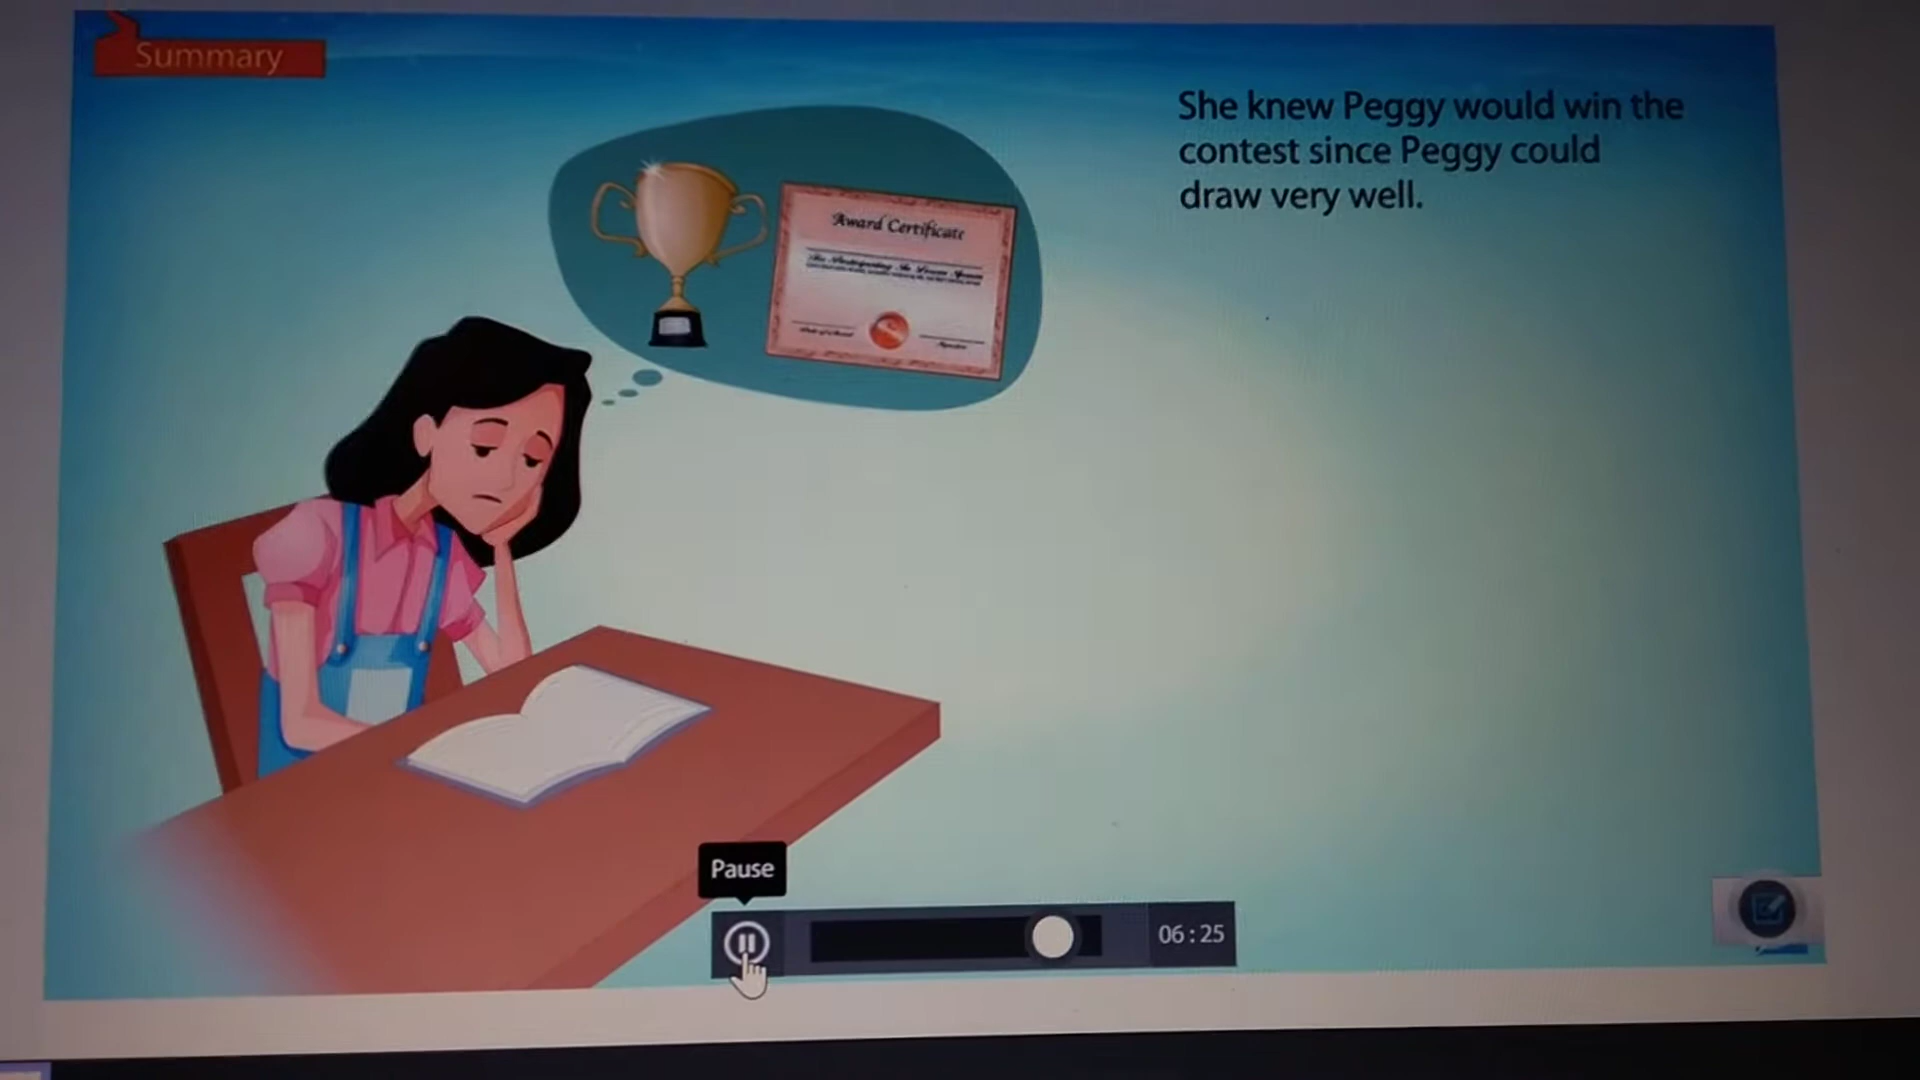 Summary
She knew Peggy would win the
contest since Peggy could
draw very well.
Award Certificate
Pause
06:25